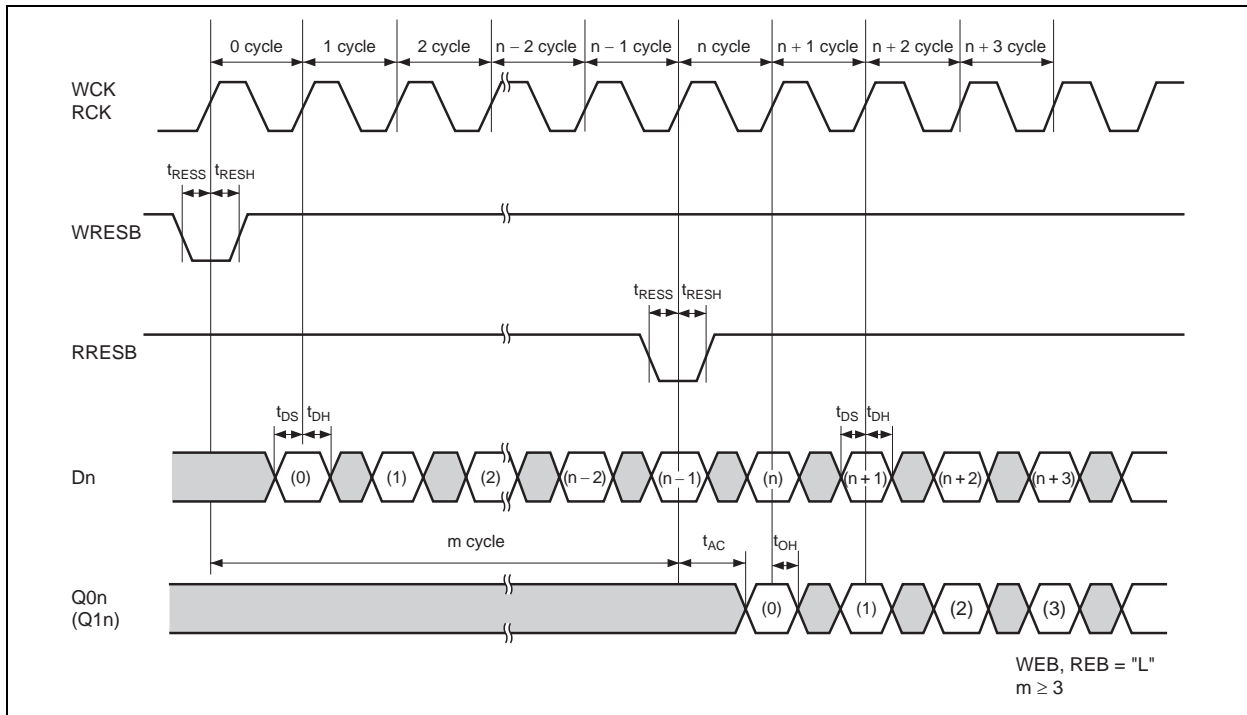 0 cycle 1 cycle 2 cycle n – 2 cycle n – 1 cycle n cycle n + 1 cycle n + 2 cycle n + 3 cycle
WCK
RCK
tRESS tRESH
WRESB
tRESS tRESH
RRESB
tDS tDH tDS tDH
Dn (0) (1) (2) (n – 2) (n – 1) (n) (n + 1) (n + 2) (n + 3)
m cycle tAC tOH
Q0n
(Q1n)
(0) (1) (2) (3)
WEB, REB = "L"
m ≥ 3